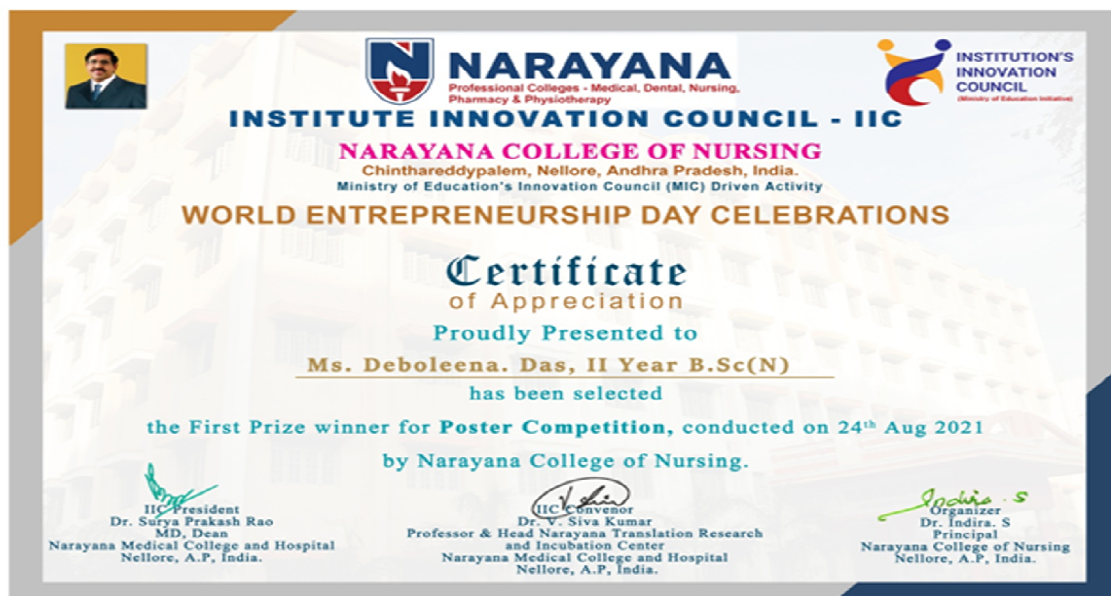 NARAYANA
Professional Colleges - Medical, Dental, Nursing,
Pharmacy & Physiotherapy
INSTITUTION'S
INNOVATION
COUNCIL
(Ministry of Education Initiative)
INSTITUTE INNOVATION COUNCIL - IIC
NARAYANA COLLEGE OF NURSING
Chinthareddypalem, Nellore, Andhra Pradesh, India.
Ministry of Education's Innovation Council (MIC) Driven Activity
WORLD ENTREPRENEURSHIP DAY CELEBRATIONS
Certificate
of Appreciation
Proudly Presented to
Ms. Deboleena. Das, II Year B.Sc(N)
has been selected
the First Prize winner for Poster Competition, conducted on 24th Aug 2021
by Narayana College of Nursing.
IIC President
Dr. Surya Prakash Rao
MD, Dean
Narayana Medical College and Hospital
Nellore, A.P, India.
IIC Convenor
Dr. V. Siva Kumar
Professor & Head Narayana Translation Research
and Incubation Center
Narayana Medical College and Hospital
Nellore, A.P, India.
Indira. S
Organizer
Dr. Indira. S
Principal
Narayana College of Nursing
Nellore, A.P, India.